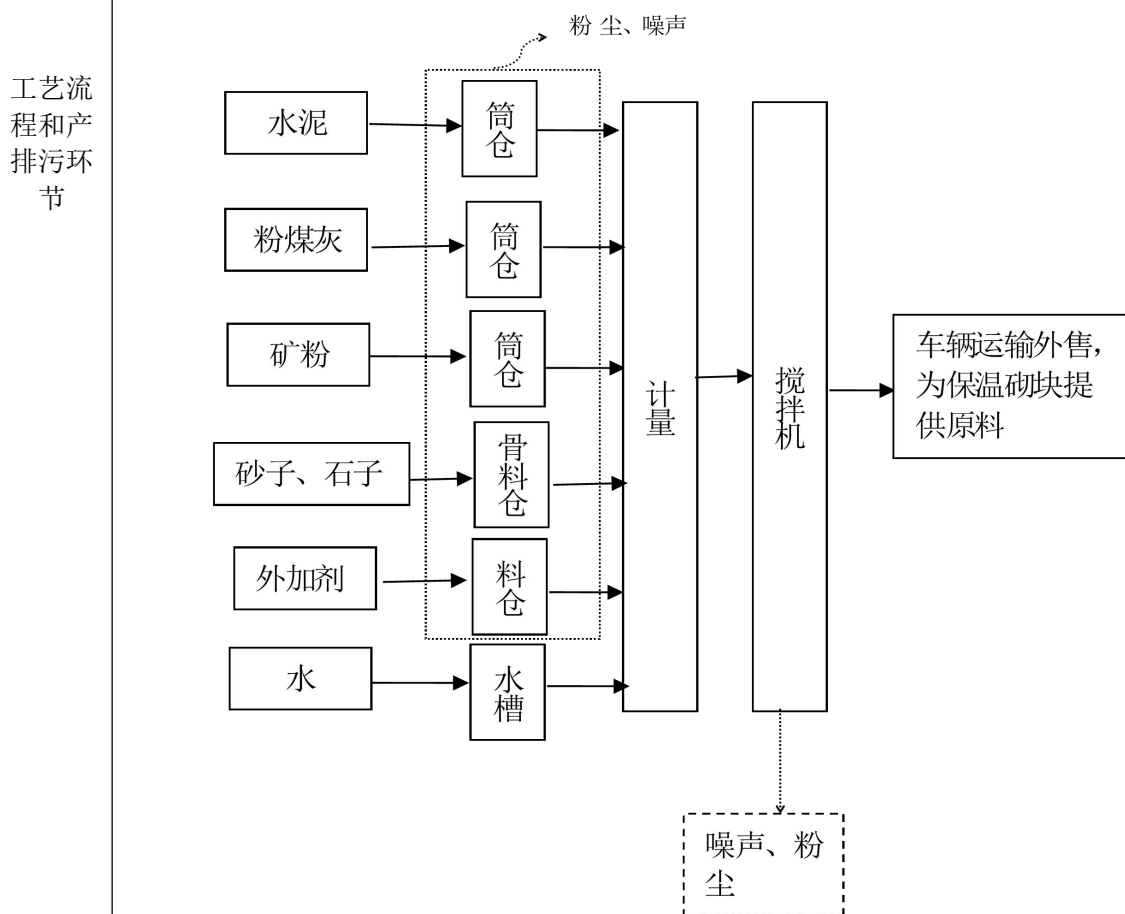 工艺流
程和产
排污环
节
粉 尘、噪声
水泥
筒
仓
粉煤灰
筒
仓
矿粉
筒
仓
砂子、石子
骨
料
仓
外加剂
料
仓
水
水
槽
计
量
搅
拌
机
车辆运输外售，
为保温砌块提
供原料
噪声、粉
尘